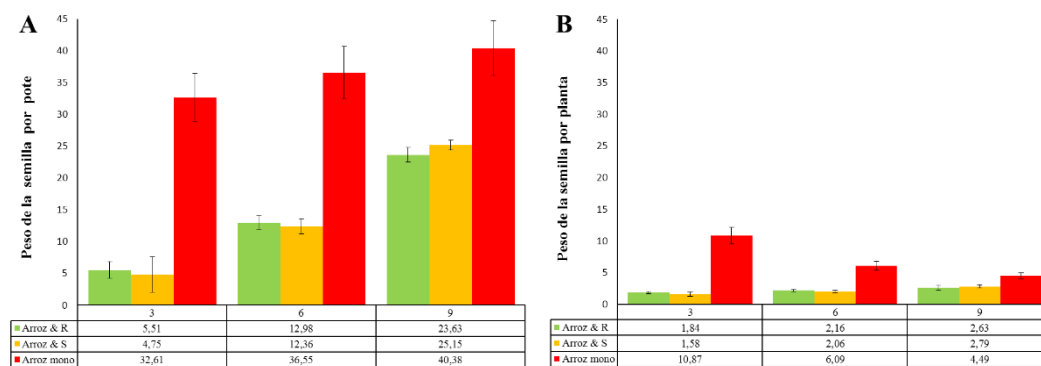 A
Peso de la semilla por pote
45
40
35
30
25
20
15
10
5
0
3 6 9
Arroz & R 5,51 12,98 23,63
Arroz & S 4,75 12,36 25,15
Arroz mono 32,61 36,55 40,38
B
Peso de la semilla por planta
45
40
35
30
25
20
15
10
5
0
3 6 9
Arroz & R 1,84 2,16 2,63
Arroz & S 1,58 2,06 2,79
Arroz mono 10,87 6,09 4,49